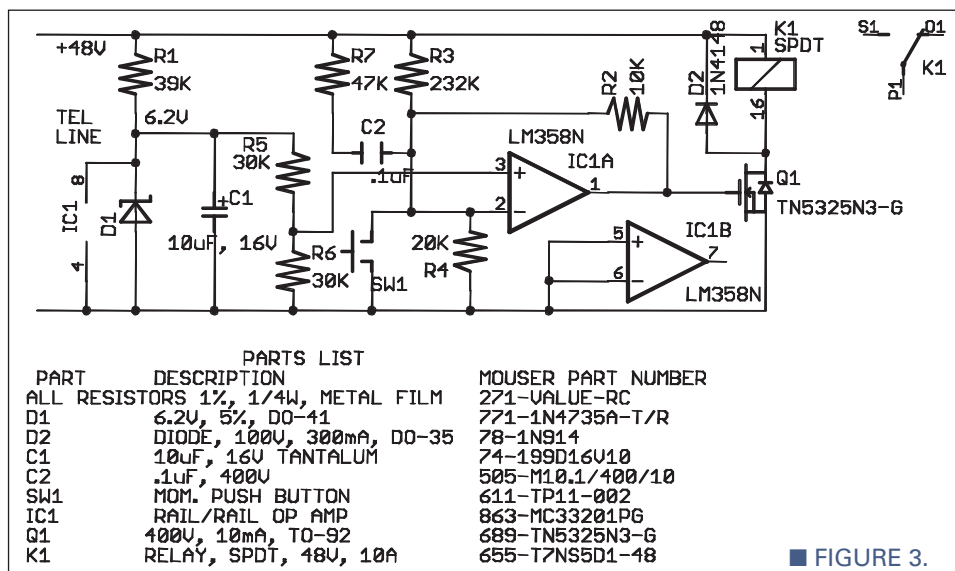 +48V
R1
39K
R7
47K
R3
232K
R2
10K
D2
1N4148
K1
SPDT
1
16
S1
O1
P1
K1
TEL
LINE
6.2V
8
IC1
4
D1
C1
+
10uF, 16V
R5
30K
R6
30K
C2
.1uF
SW1
20K
R4
LM358N
IC1A
3
+
2
-
1
5
+
6
-
7
IC1B
LM358N
Q1
TN5325N3-G
PARTS LIST
PART DESCRIPTION MOUSER PART NUMBER
ALL RESISTORS 1%, 1/4W, METAL FILM 271-VALUE-RC
D1 6.2V, 5%, DO-41 771-1N4735A-T/R
D2 DIODE, 100V, 300mA, DO-35 78-1N914
C1 10uF, 16V TANTALUM 74-199D16V10
C2 .1uF, 400V 505-M10.1/400/10
SW1 MOM. PUSH BUTTON 611-TP11-002
IC1 RAIL/RAIL OP AMP 863-MC33201PG
Q1 400V, 10mA, TO-92 689-TN5325N3-G
K1 RELAY, SPDT, 48V, 10A 655-T7NS5D1-48
■ FIGURE 3.